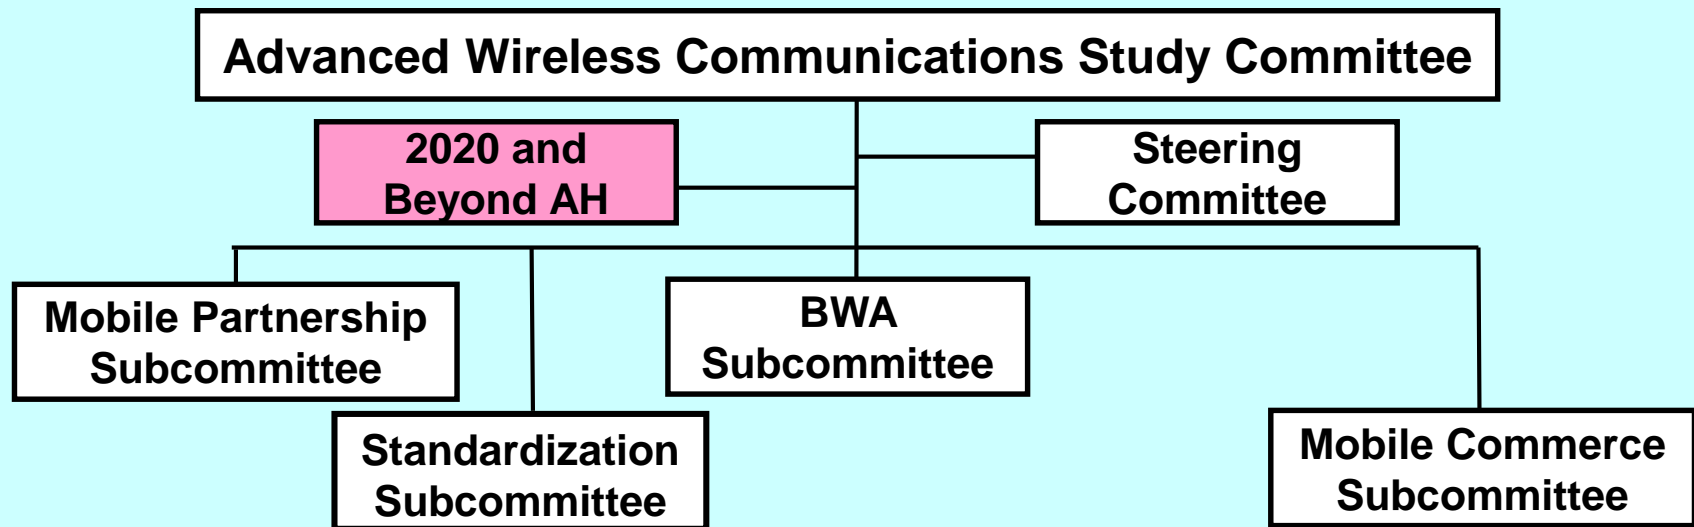 Advanced Wireless Communications Study Committee
2020 and
Beyond AH
Steering
Committee
Mobile Partnership
Subcommittee
BWA
Subcommittee
Standardization
Subcommittee
Mobile Commerce
Subcommittee